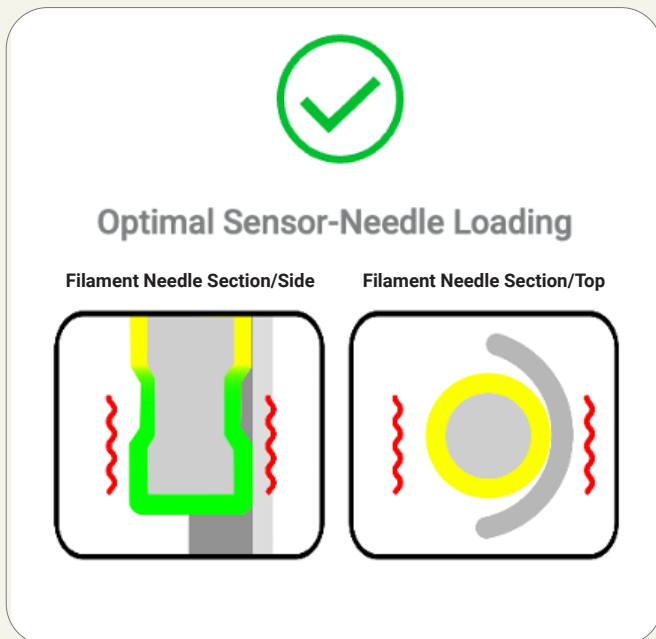 Optimal Sensor-Needle Loading
Filament Needle Section/Side
Filament Needle Section/Top